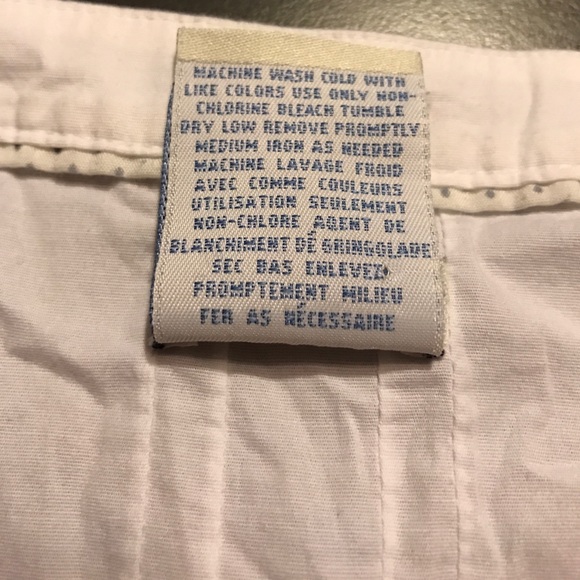 MACHINE WASH COLD WITH
LIKE COLORS USE ONLY NON-
CHLORINE BLEACH TUMBLE
DRY LOW REMOVE PROMPTLY
MEDIUM IRON AS NEEDED
MACHINE LAVAGE FROID
AVEC COMME COULEURS
UTILISATION SEULEMENT
NON-CHLORE AGENT DE
BLANCHIMENT DÉ GRINGOLADE
SEC BAS ENLEVEZ
PROMPTEMENT MILIEU
FER AS NÉCESSAIRE